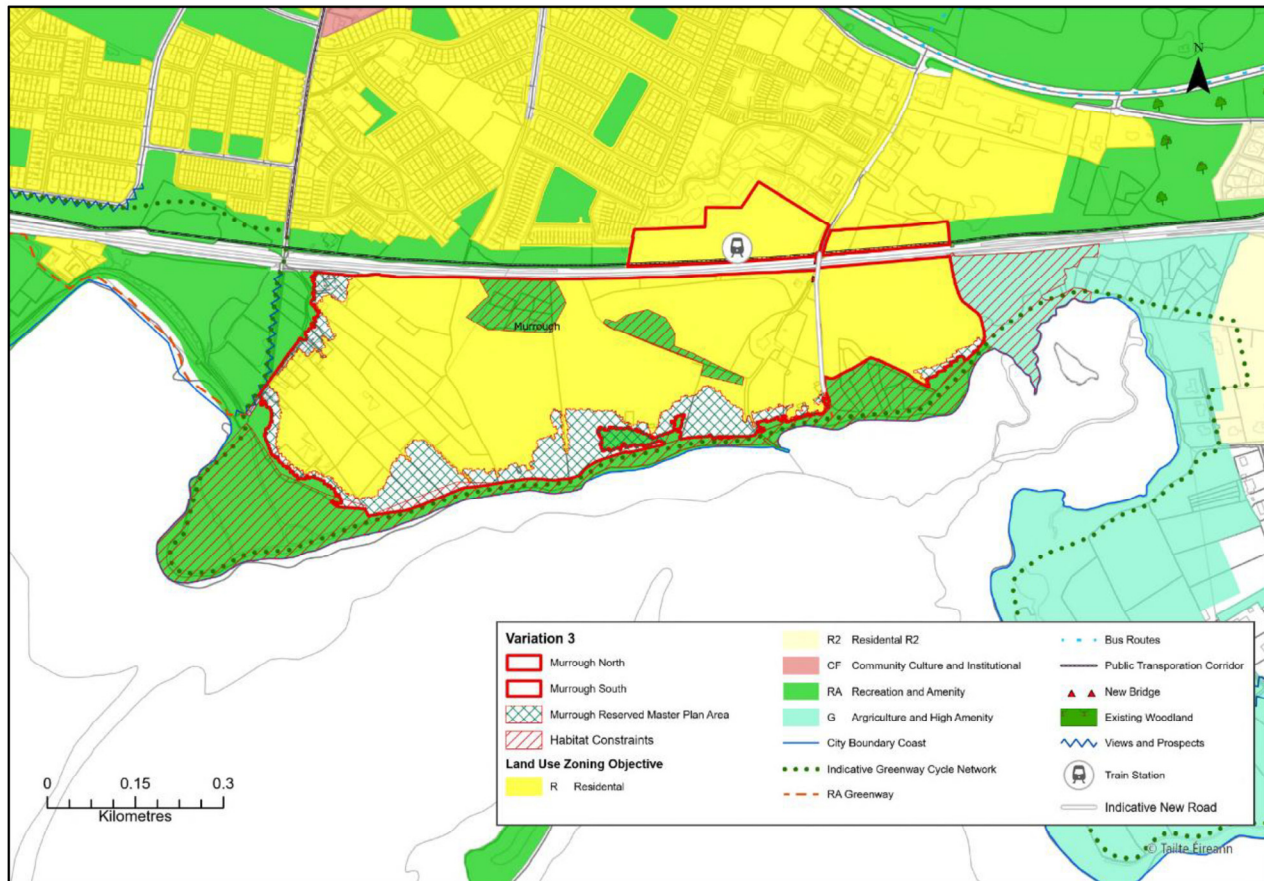 N
Murrough
Variation 3
Murrough North
Murrough South
Murrough Reserved Master Plan Area
Habitat Constraints
Land Use Zoning Objective
R Residential
R2 Residental R2
CF Community Culture and Institutional
RA Recreation and Amenity
G Argriculture and High Amenity
City Boundary Coast
Indicative Greenway Cycle Network
RA Greenway
Bus Routes
Public Transporation Corridor
New Bridge
Existing Woodland
Views and Prospects
Train Station
Indicative New Road
0 0.15 0.3
Kilometres
© Tailte Éireann